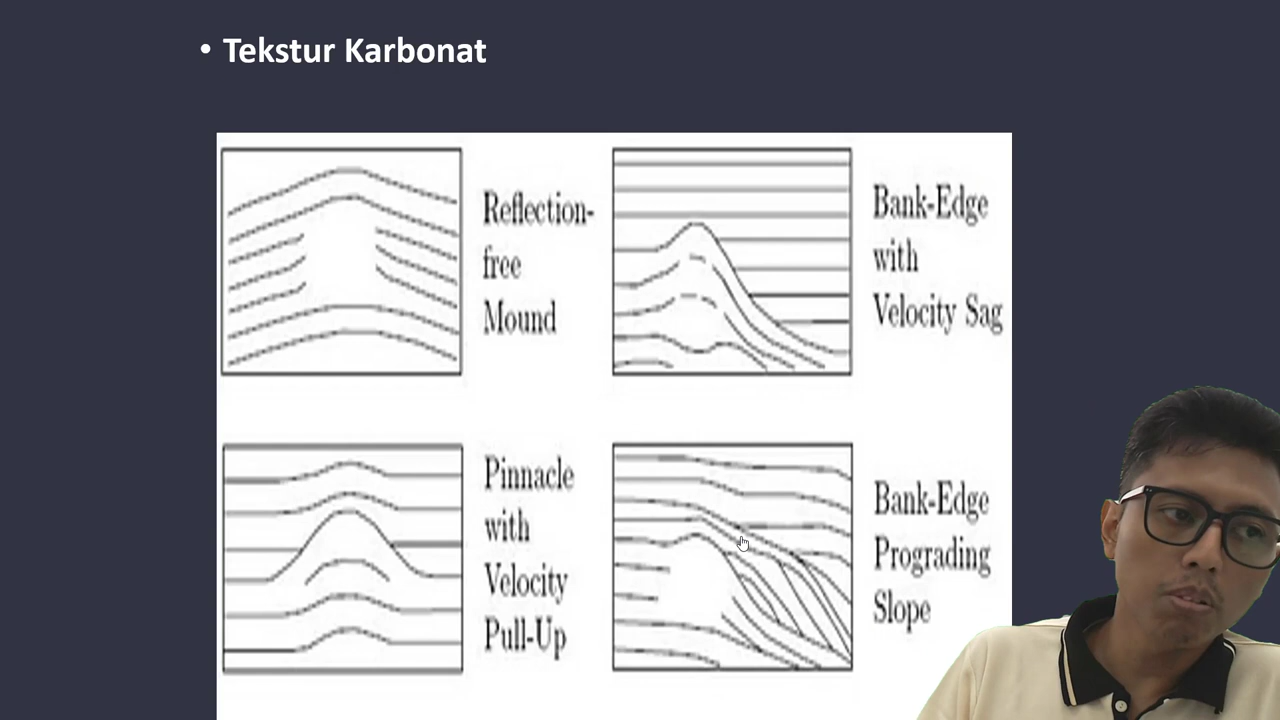 • Tekstur Karbonat
Reflection-
free
Mound
Bank-Edge
with
Velocity Sag
Pinnacle
with
Velocity
Pull-Up
Bank-Edge
Prograding
Slope